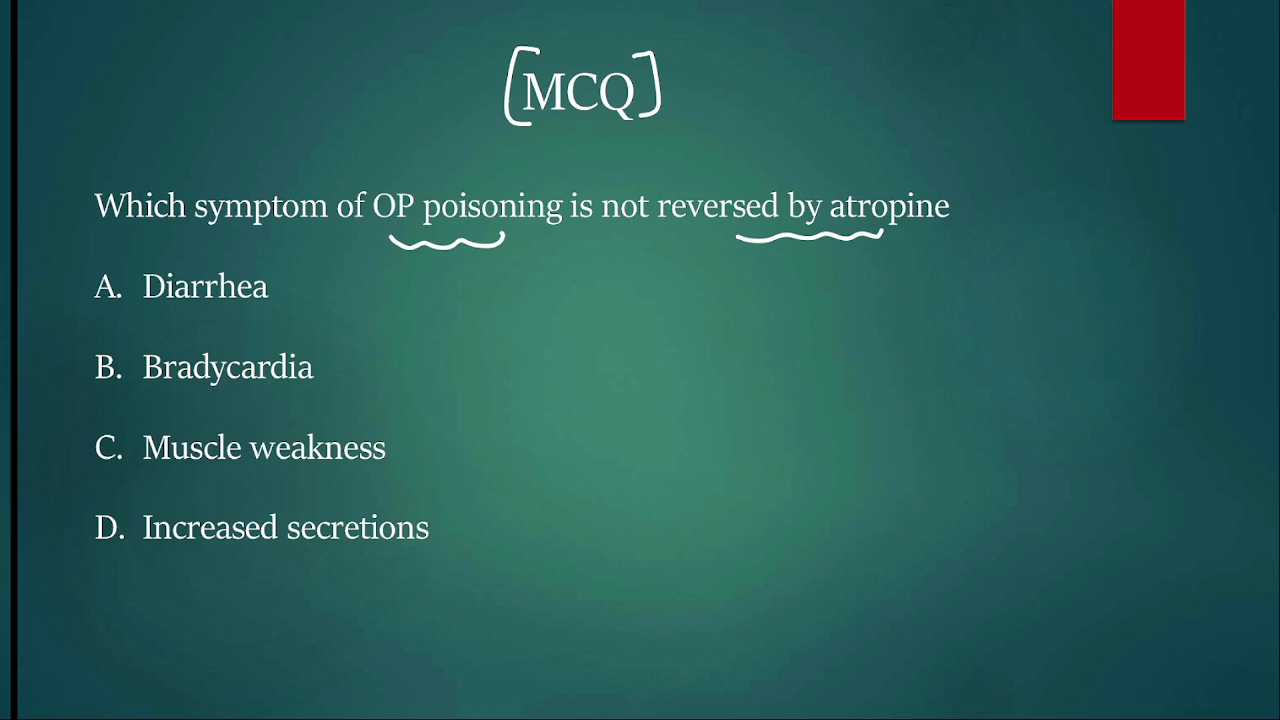 [MCQ]
Which symptom of OP poisoning is not reversed by atropine
A. Diarrhea
B. Bradycardia
C. Muscle weakness
D. Increased secretions